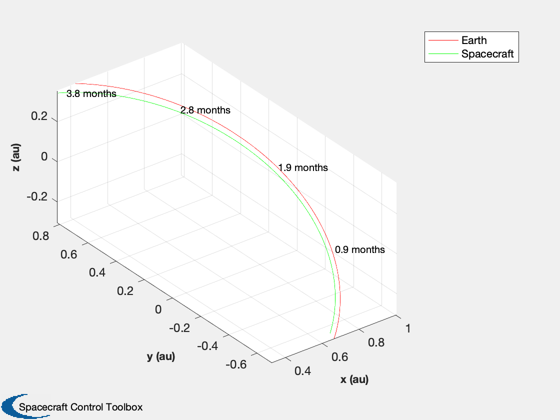 Earth
Spacecraft
3.8 months
2.8 months
1.9 months
0.9 months
z (au)
0.2
0
-0.2
0.8
0.6
0.4
0.2
0
-0.2
-0.4
-0.6
y (au)
0.4
0.6
0.8
1
x (au)
Spacecraft Control Toolbox